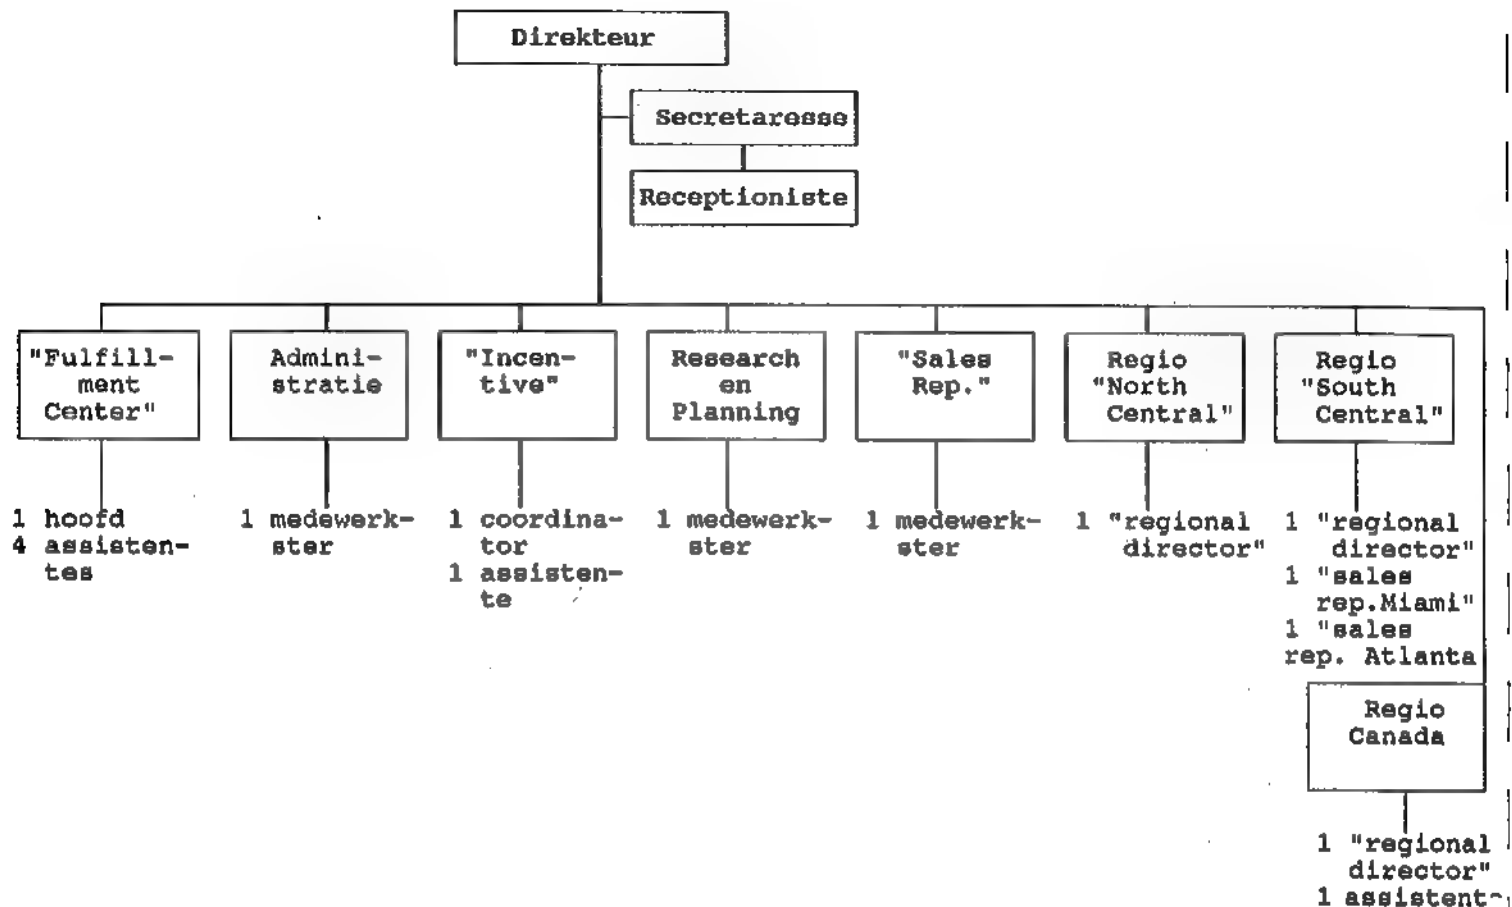 Direkteur
Secretaresse
Receptioniste
"Fulfill-
ment
Center"
Admini-
stratie
"Incen-
tive"
Research
en
Planning
"Sales
Rep."
Regio
"North
Central"
Regio
"South
Central"
1 hoofd
4 assisten-
tes
1 medewerk-
ster
1 coordina-
tor
1 assisten-
te
1 medewerk-
ster
1 medewerk-
ster
1 "regional
director"
1 "regional
director"
1 "sales
rep.Miami"
1 "sales
rep. Atlanta
Regio
Canada
1 "regional
director"
1 assistent